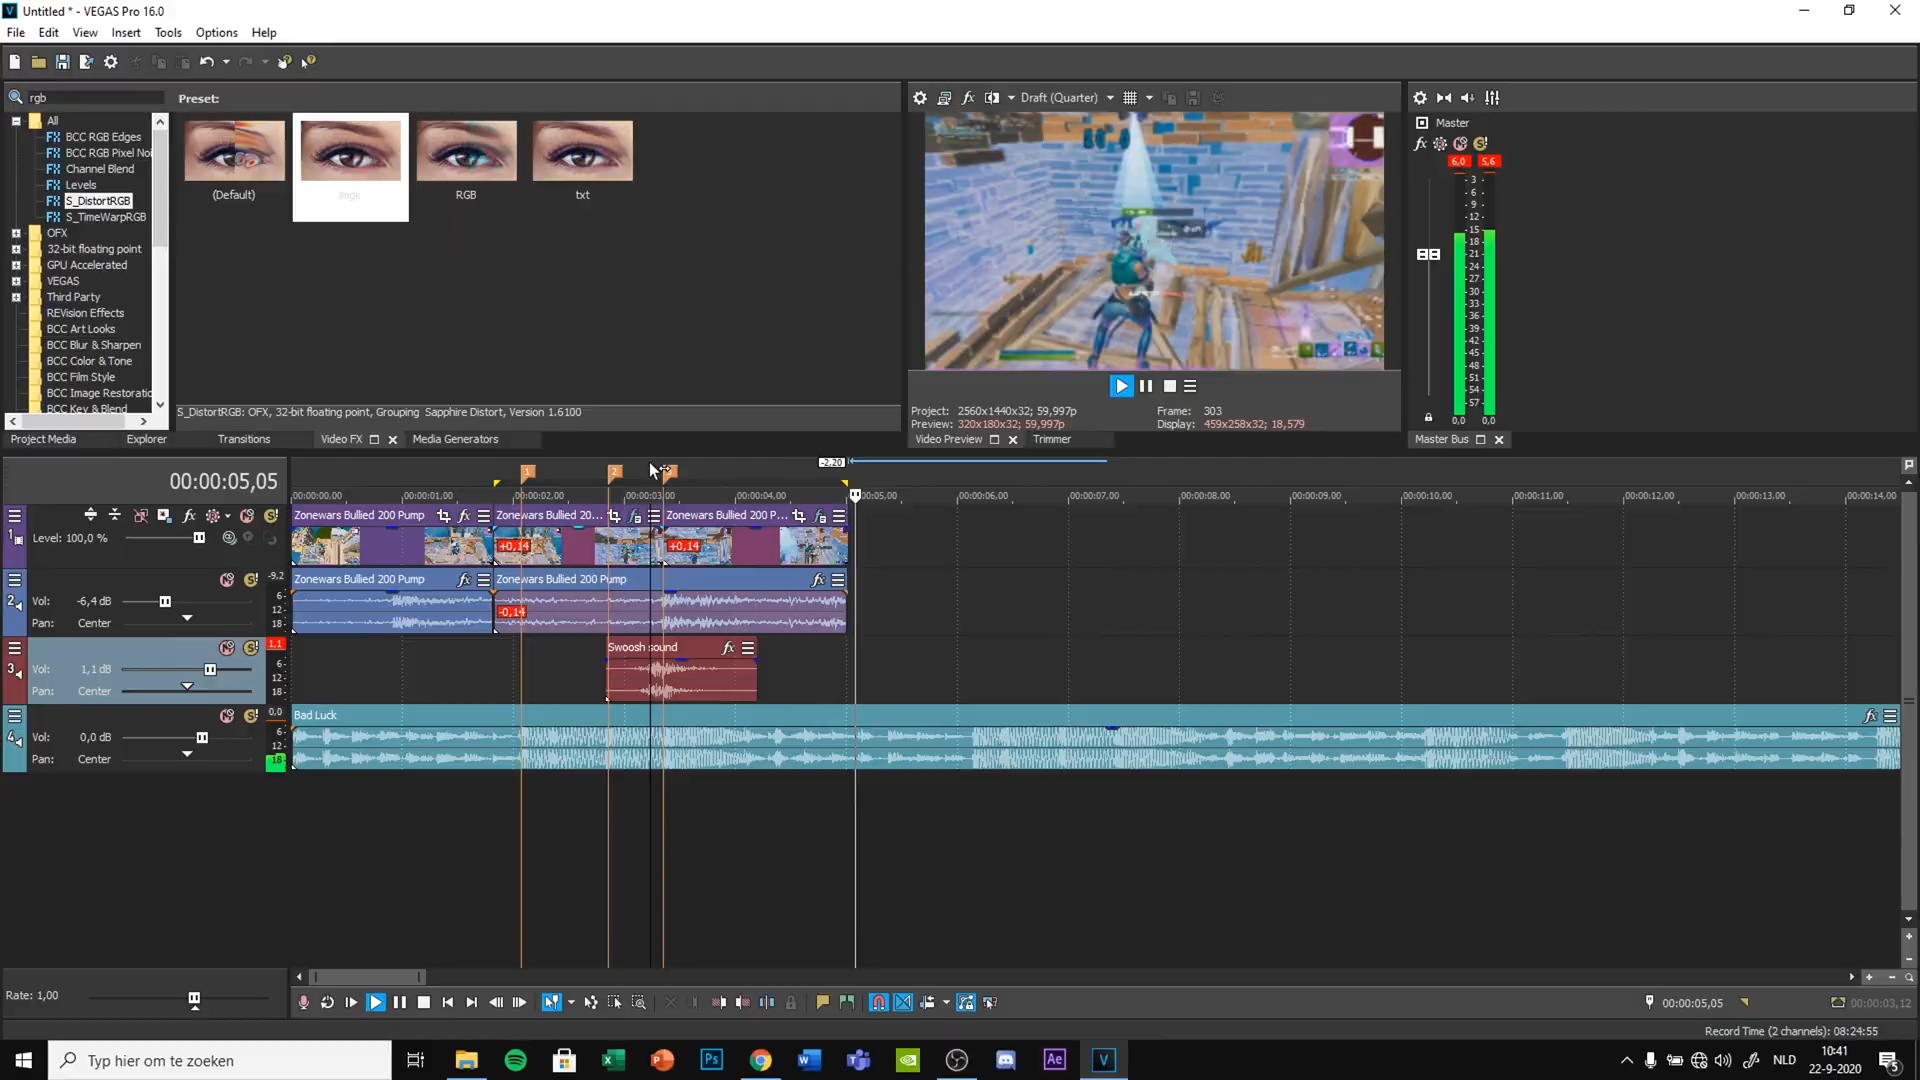 Untitled * - VEGAS Pro 16.0
File Edit View Insert Tools Options Help
rgb
Preset:
Draft (Quarter)
All
BCC RGB Edges
BCC RGB Pixel Noi
Channel Blend
Levels
S_DistortRGB
S_TimeWarpRGB
OFX
32-bit floating point
GPU Accelerated
VEGAS
Third Party
REVision Effects
BCC Art Looks
BCC Blur & Sharpen
BCC Color & Tone
BCC Film Style
BCC Image Restoratic
BCC Key & Blend
(Default)
RGB
txt
S_DistortRGB: OFX, 32-bit floating point, Grouping Sapphire Distort, Version 1.6100
Project Media Explorer Transitions Video FX Media Generators
Project: 2560x1440x32; 59,997p
Preview: 320x180x32; 59,997p
Frame: 303
Display: 459x258x32; 18,579
Video Preview Trimmer
Master
6,0 5,6
3
6
9
12
15
18
21
24
27
30
33
36
39
42
45
48
51
54
57
0,0 0,0
Master Bus
00:00:05,05
1 2
-2,20
00:00:00,00 00:00:01,00 00:00:02,00 00:00:03 00:00:04,00 00:05,00 00:00:06,00 00:00:07,00 00:00:08,00 00:00:09,00 00:00:10,00 00:00:11,00 00:00:12,00 00:00:13,00 00:00:14,00
1 Level: 100,0 %
Zonewars Bullied 200 Pump Zonewars Bullied 20... Zonewars Bullied 200 P...
+0,14 +0,14
2 Vol: -6,4 dB
Pan: Center
-9,2
6
12
18
Zonewars Bullied 200 Pump Zonewars Bullied 200 Pump
-0,14
3 Vol: 1,1 dB
Pan: Center
1,1
6
12
18
Swoosh sound
4 Vol: 0,0 dB
Pan: Center
0,0
6
12
18
Bad Luck
Rate: 1,00
00:00:05,05
00:00:03,12
Record Time (2 channels): 08:24:55
Typ hier om te zoeken
Ps
Ae
V
NLD
10:41
22-9-2020
5